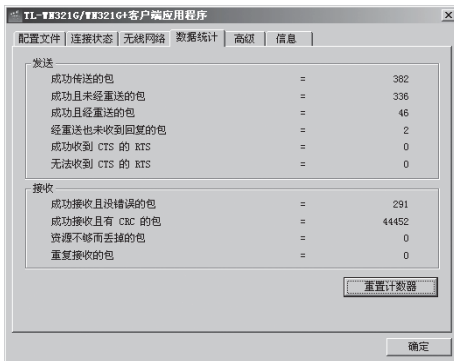 TL-WN321G/WN321G+客户端应用程序
配置文件 连接状态 无线网络 数据统计 高级 信息
发送
成功传送的包 = 382
成功且未经重送的包 = 336
成功且经重送的包 = 46
经重送也未收到回复的包 = 2
成功收到 CTS 的 RTS = 0
无法收到 CTS 的 RTS = 0
接收
成功接收且没错误的包 = 291
成功接收且有 CRC 的包 = 44452
资源不够而丢掉的包 = 0
重复接收的包 = 0
重置计数器
确定